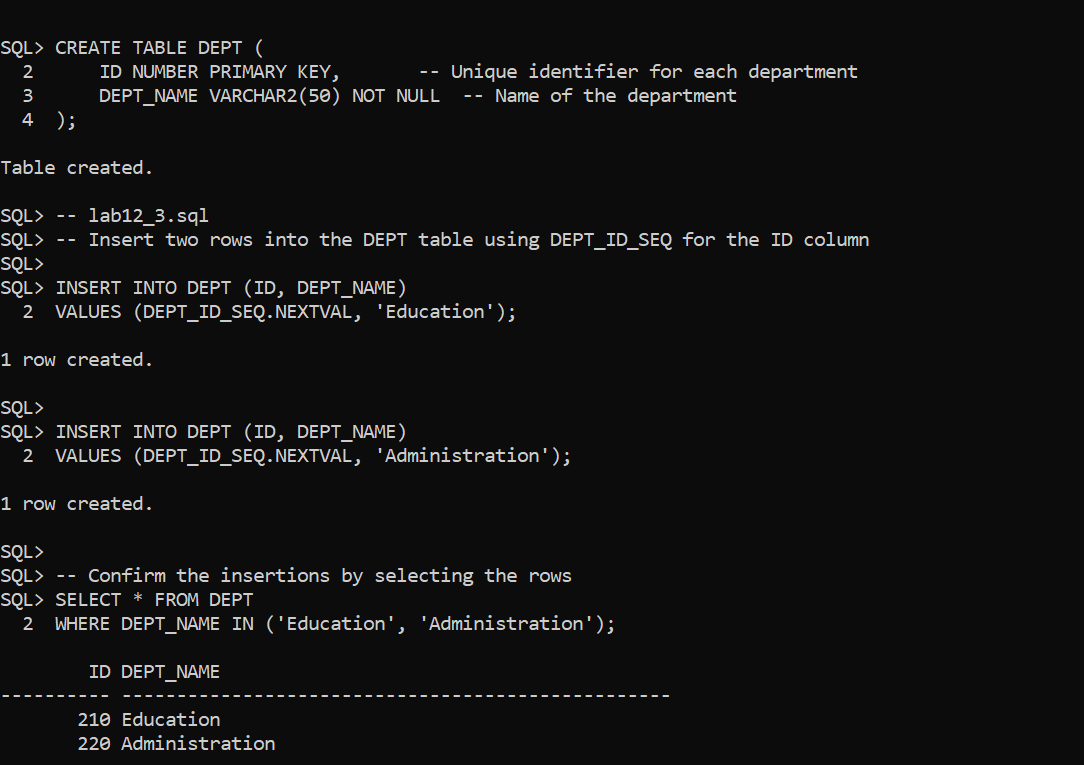 SQL> CREATE TABLE DEPT (
  2      ID NUMBER PRIMARY KEY,       -- Unique identifier for each department
  3      DEPT_NAME VARCHAR2(50) NOT NULL  -- Name of the department
  4  );
Table created.
SQL> -- lab12_3.sql
SQL> -- Insert two rows into the DEPT table using DEPT_ID_SEQ for the ID column
SQL>
SQL> INSERT INTO DEPT (ID, DEPT_NAME)
  2  VALUES (DEPT_ID_SEQ.NEXTVAL, 'Education');
1 row created.
SQL>
SQL> INSERT INTO DEPT (ID, DEPT_NAME)
  2  VALUES (DEPT_ID_SEQ.NEXTVAL, 'Administration');
1 row created.
SQL>
SQL> -- Confirm the insertions by selecting the rows
SQL> SELECT * FROM DEPT
  2  WHERE DEPT_NAME IN ('Education', 'Administration');
        ID DEPT_NAME
---------- --------------------------------------------------
       210 Education
       220 Administration